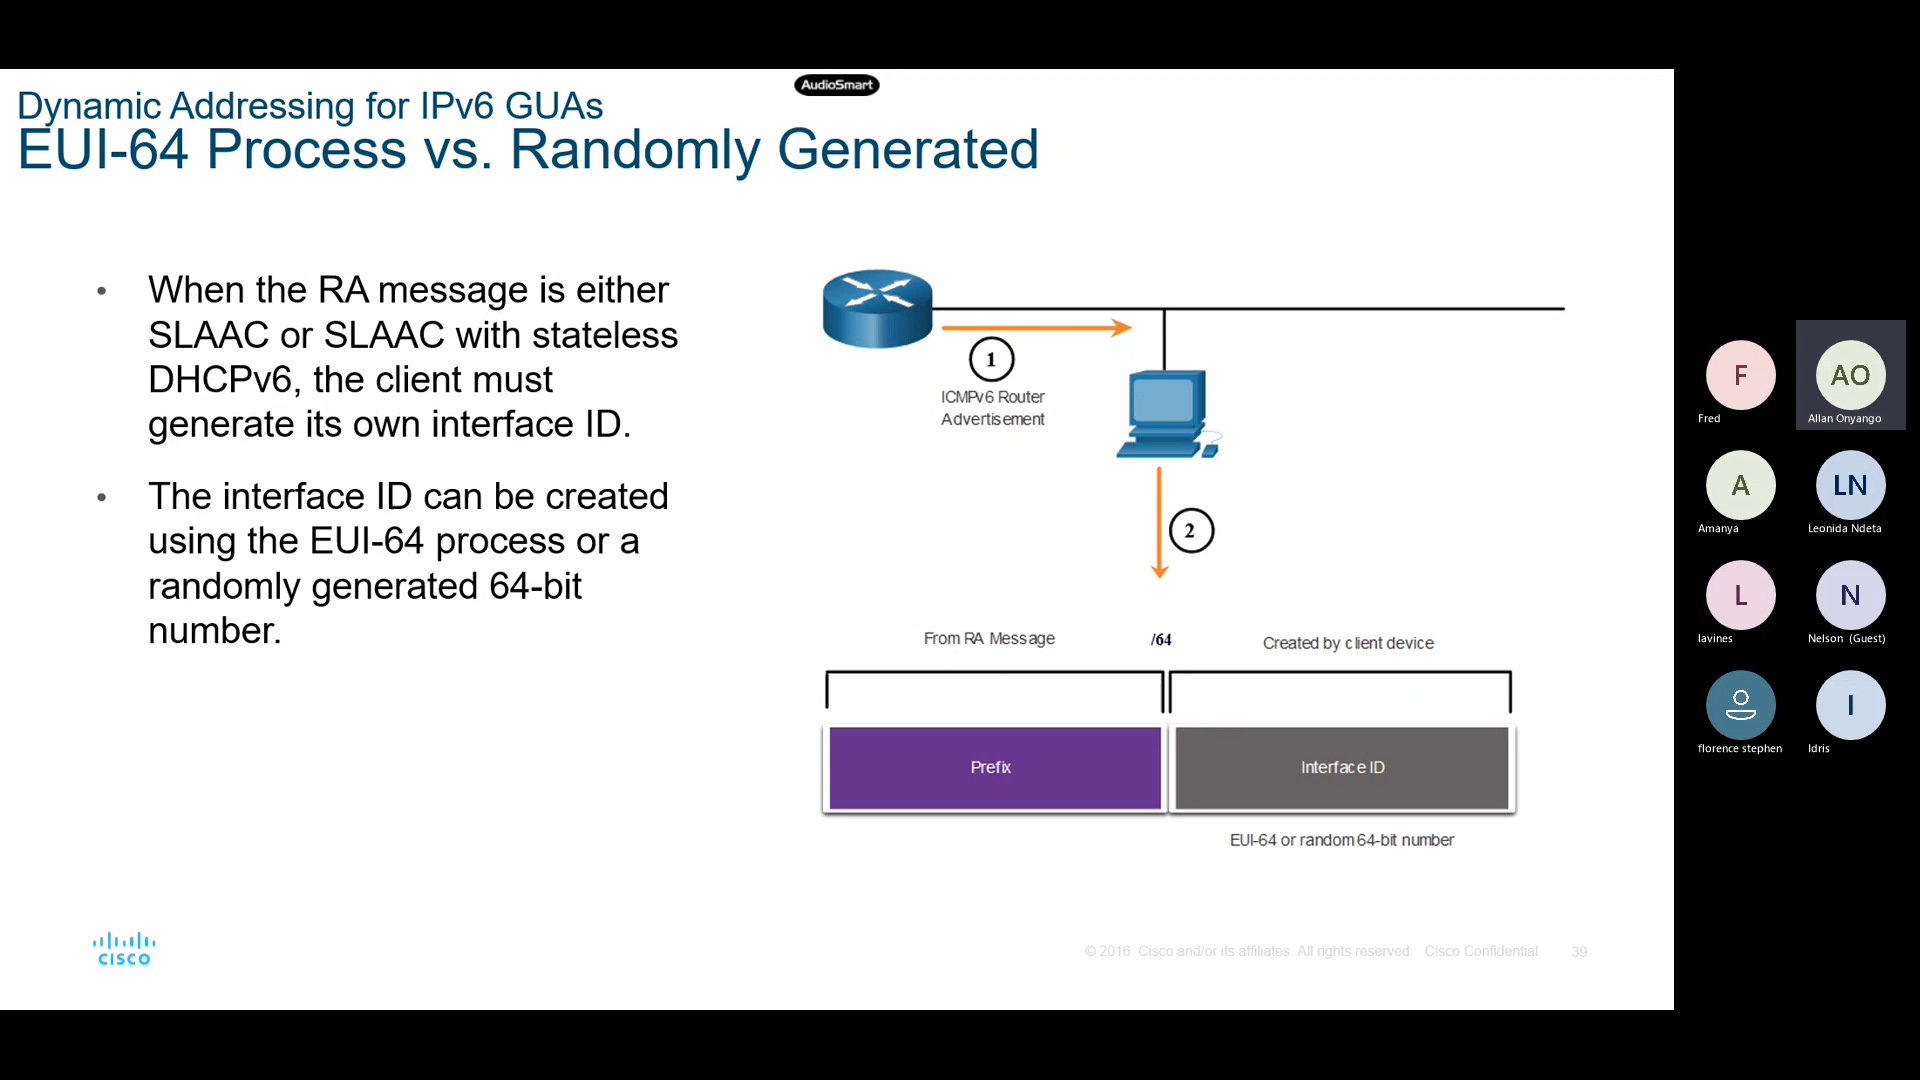 AudioSmart
Dynamic Addressing for IPv6 GUAs
EUI-64 Process vs. Randomly Generated
• When the RA message is either
SLAAC or SLAAC with stateless
DHCPv6, the client must
generate its own interface ID.
• The interface ID can be created
using the EUI-64 process or a
randomly generated 64-bit
number.
1
ICMPv6 Router
Advertisement
2
From RA Message
/64
Created by client device
Prefix
Interface ID
EUI-64 or random 64-bit number
CISCO
© 2016 Cisco and/or its affiliates. All rights reserved. Cisco Confidential
39
F
Fred
AO
Allan Onyango
A
Amanya
LN
Leonida Ndeta
L
lavines
N
Nelson (Guest)
florence stephen
I
Idris